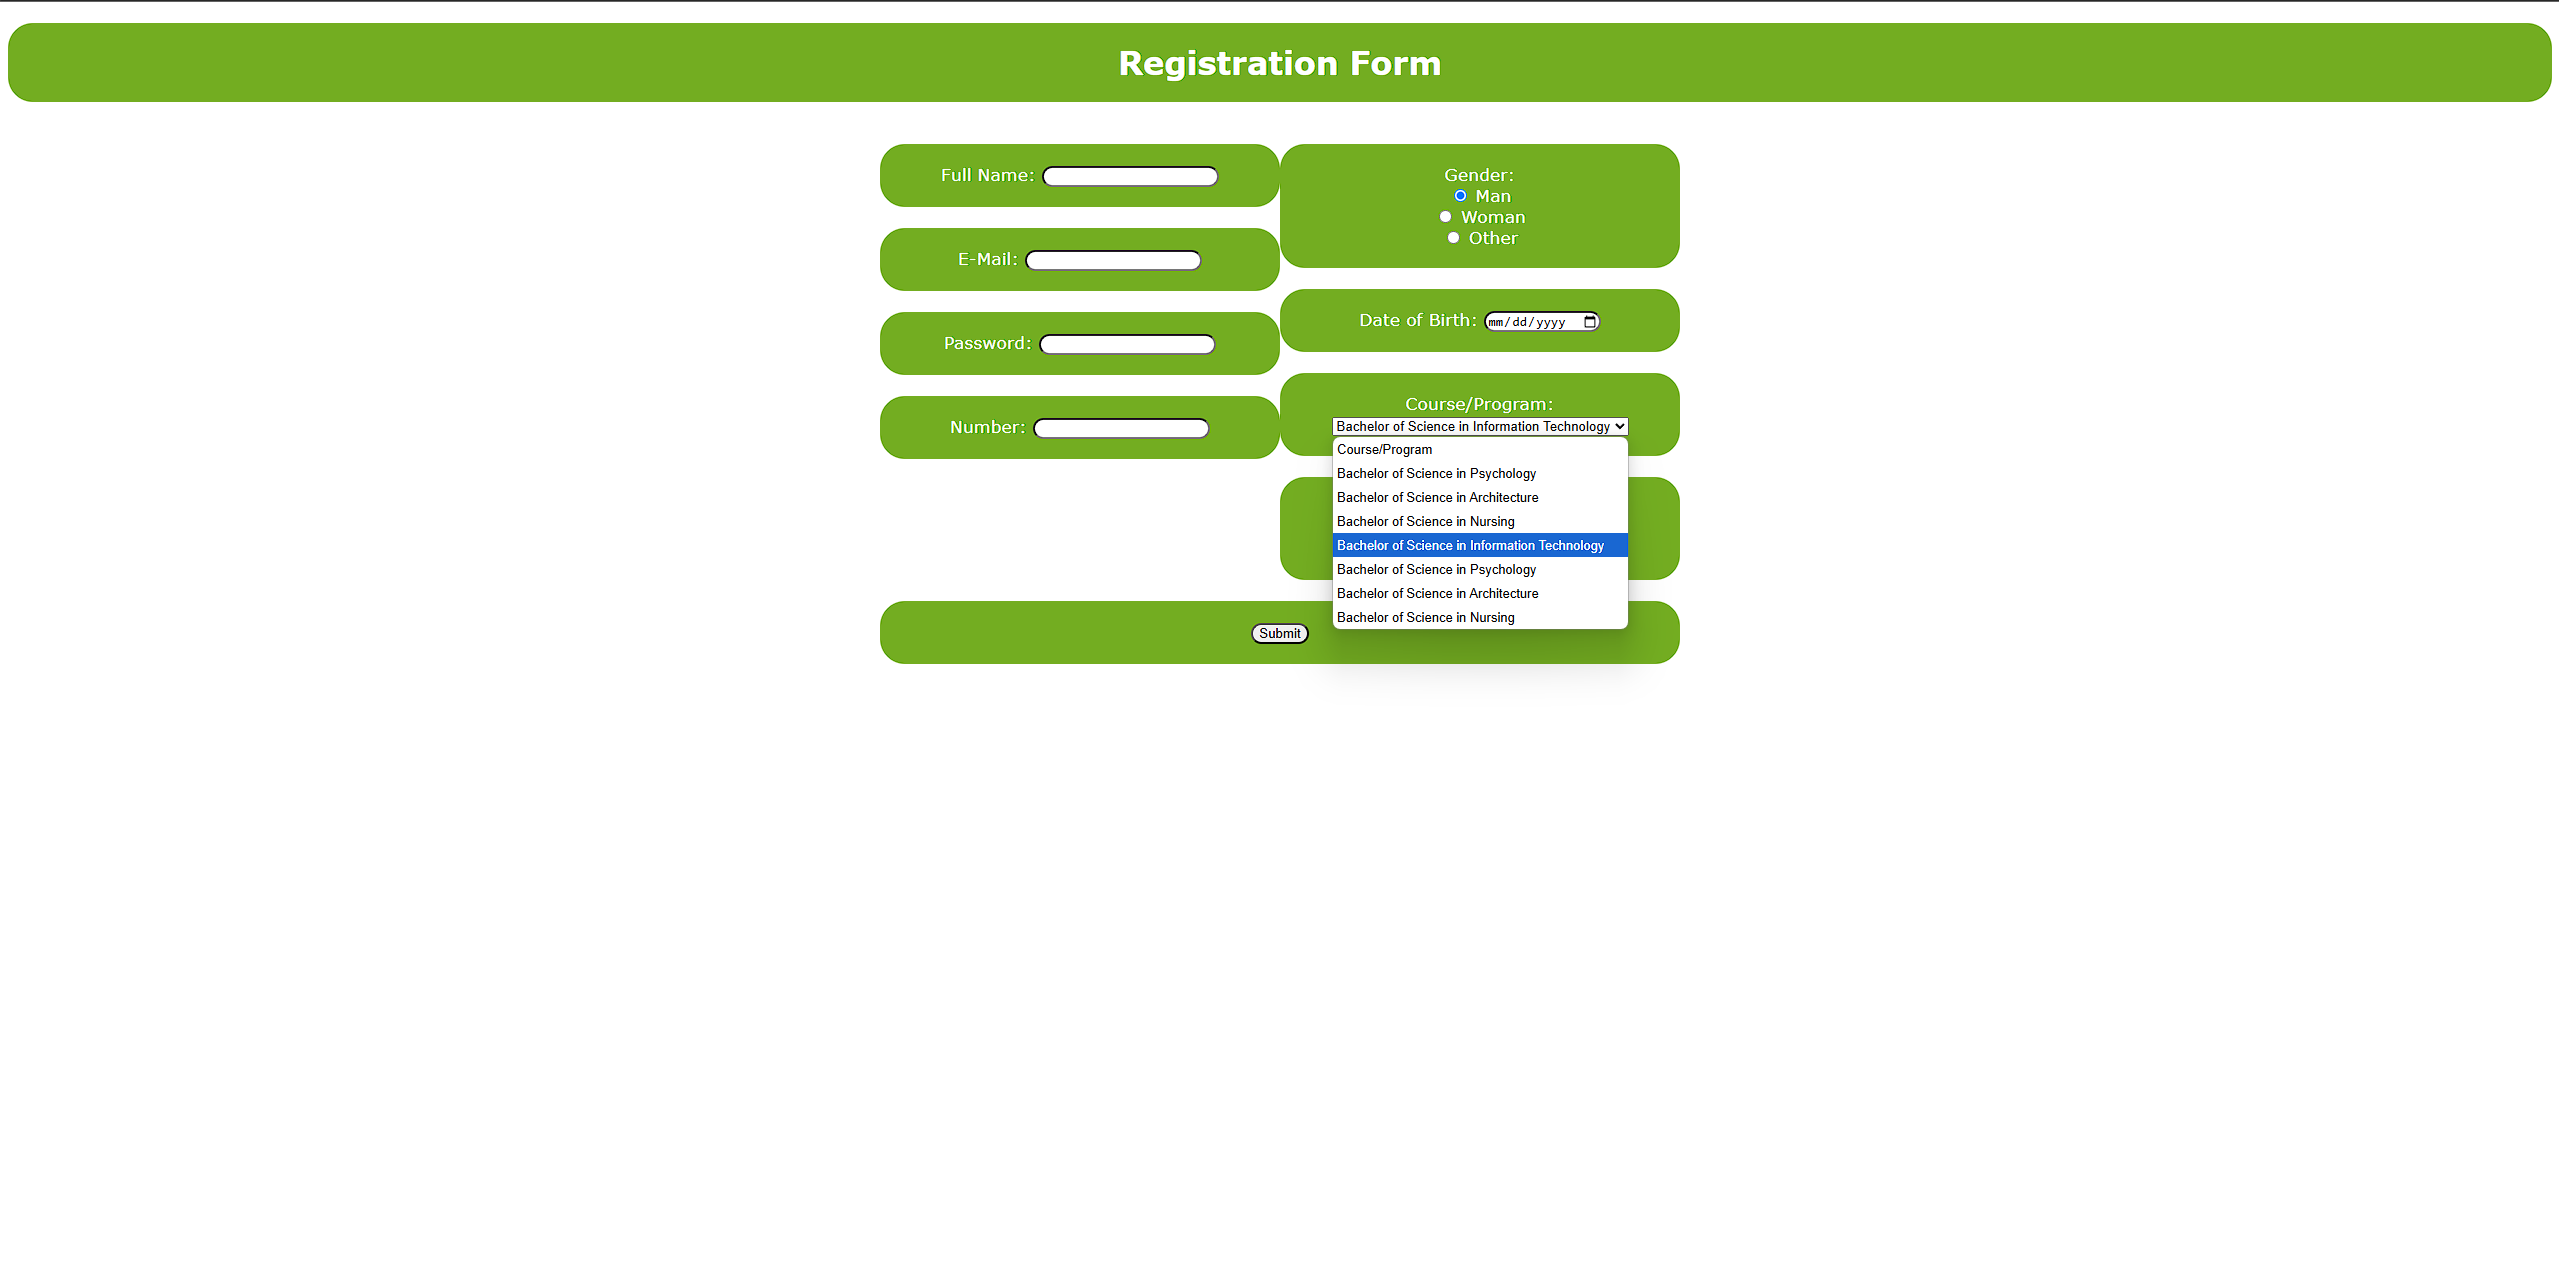 Registration Form
Full Name:
E-Mail:
Password:
Number:
Gender:
Man
Woman
Other
Date of Birth: mm/dd/yyyy
Course/Program:
Bachelor of Science in Information Technology
Course/Program
Bachelor of Science in Psychology
Bachelor of Science in Architecture
Bachelor of Science in Nursing
Bachelor of Science in Information Technology
Bachelor of Science in Psychology
Bachelor of Science in Architecture
Bachelor of Science in Nursing
Submit